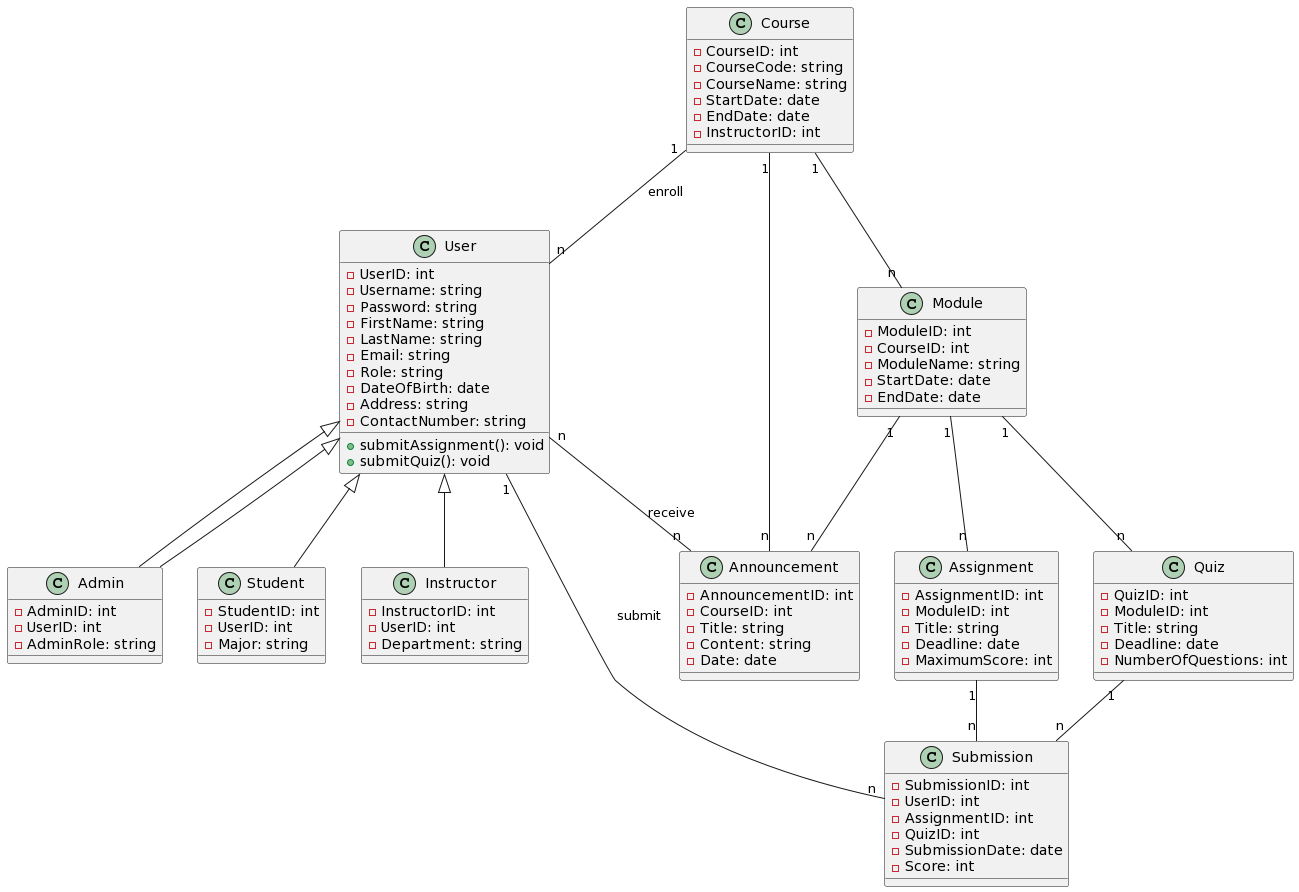 C Course
CourseID: int
CourseCode: string
CourseName: string
StartDate: date
EndDate: date
InstructorID: int
1
1
1
enroll
n
n
C User
UserID: int
Username: string
Password: string
FirstName: string
LastName: string
Email: string
Role: string
DateOfBirth: date
Address: string
ContactNumber: string
submitAssignment(): void
submitQuiz(): void
C Module
ModuleID: int
CourseID: int
ModuleName: string
StartDate: date
EndDate: date
n
1
1
1
1
receive
n
n
n
n
n
C Admin
AdminID: int
UserID: int
AdminRole: string
C Student
StudentID: int
UserID: int
Major: string
C Instructor
InstructorID: int
UserID: int
Department: string
submit
C Announcement
AnnouncementID: int
CourseID: int
Title: string
Content: string
Date: date
C Assignment
AssignmentID: int
ModuleID: int
Title: string
Deadline: date
MaximumScore: int
C Quiz
QuizID: int
ModuleID: int
Title: string
Deadline: date
NumberOfQuestions: int
1
1
n
n
n
C Submission
SubmissionID: int
UserID: int
AssignmentID: int
QuizID: int
SubmissionDate: date
Score: int